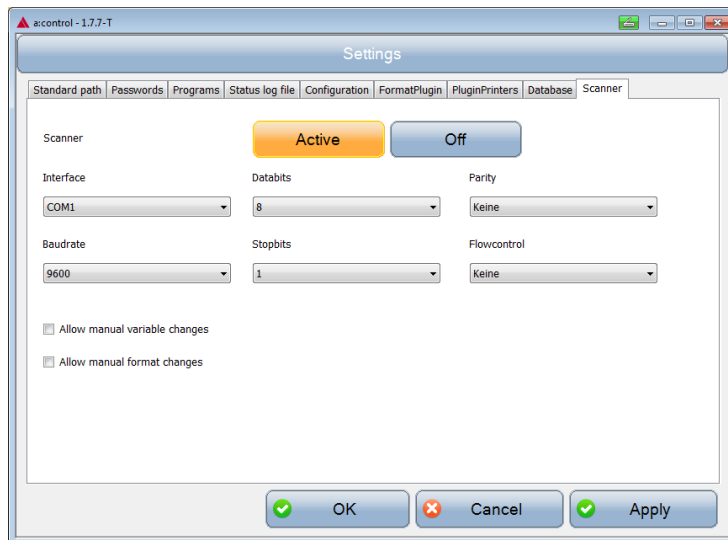 a:control - 1.7.7-T
Settings
Standard path Passwords Programs Status log file Configuration FormatPlugin PluginPrinters Database Scanner
Scanner Active Off
Interface Databits Parity
COM1 8 Keine
Baudrate Stopbits Flowcontrol
9600 1 Keine
Allow manual variable changes
Allow manual format changes
OK Cancel Apply